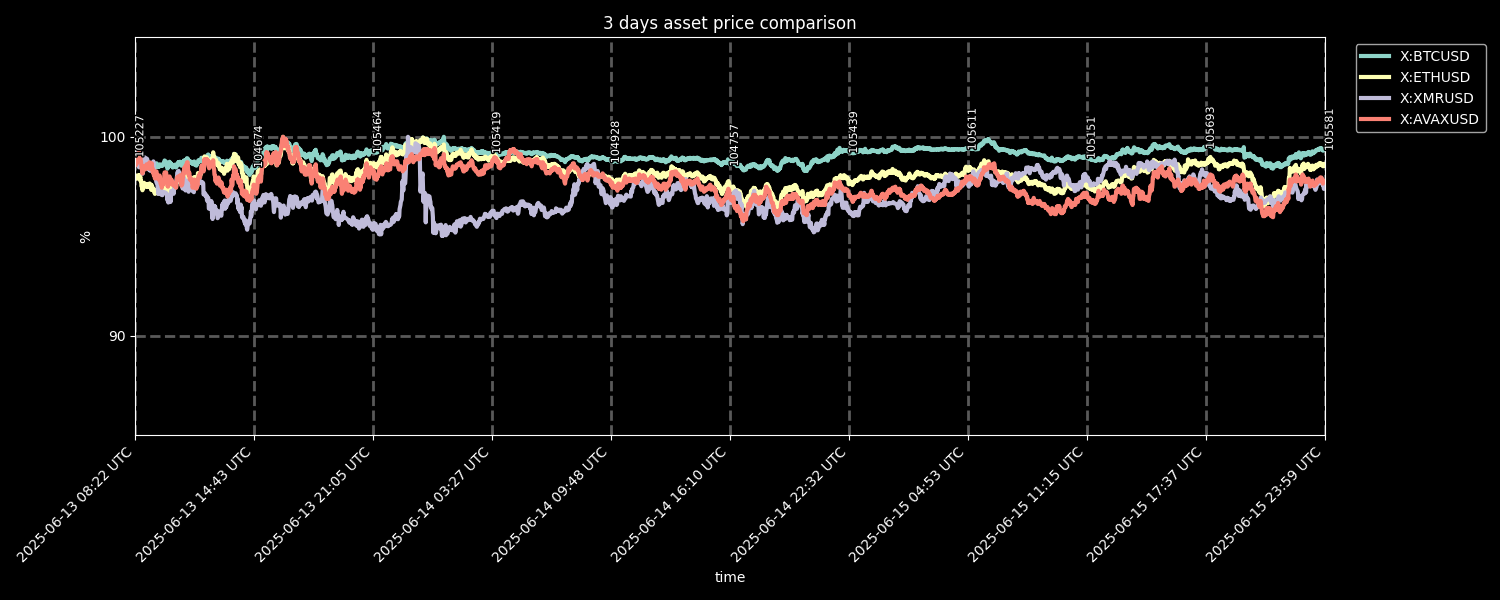 3 days asset price comparison
X:BTCUSD
X:ETHUSD
X:XMRUSD
X:AVAXUSD
105227
104674
105464
105419
104928
104757
105439
105611
105151
105693
105581
100
90
%
2025-06-13 08:22 UTC
2025-06-13 14:43 UTC
2025-06-13 21:05 UTC
2025-06-14 03:27 UTC
2025-06-14 09:48 UTC
2025-06-14 16:10 UTC
2025-06-14 22:32 UTC
2025-06-15 04:53 UTC
2025-06-15 11:15 UTC
2025-06-15 17:37 UTC
2025-06-15 23:59 UTC
time